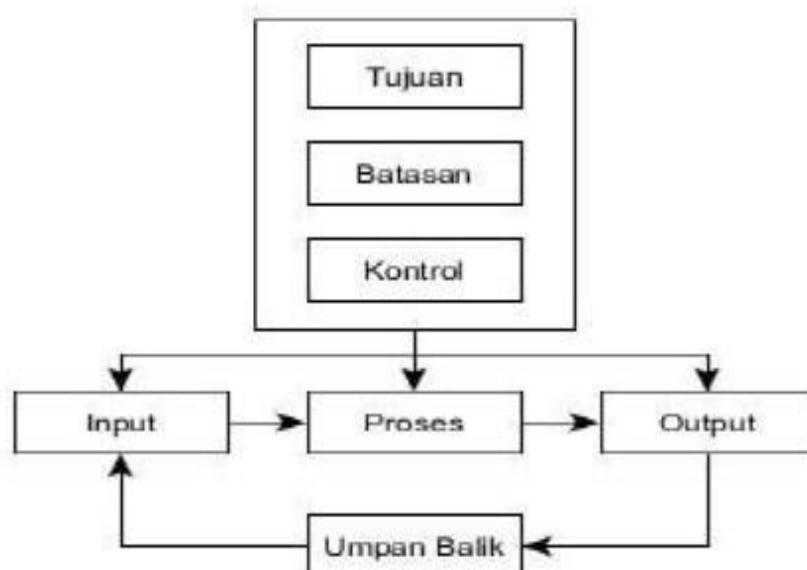 Tujuan
Batasan
Kontrol
Input
Proses
Output
Umpan Balik